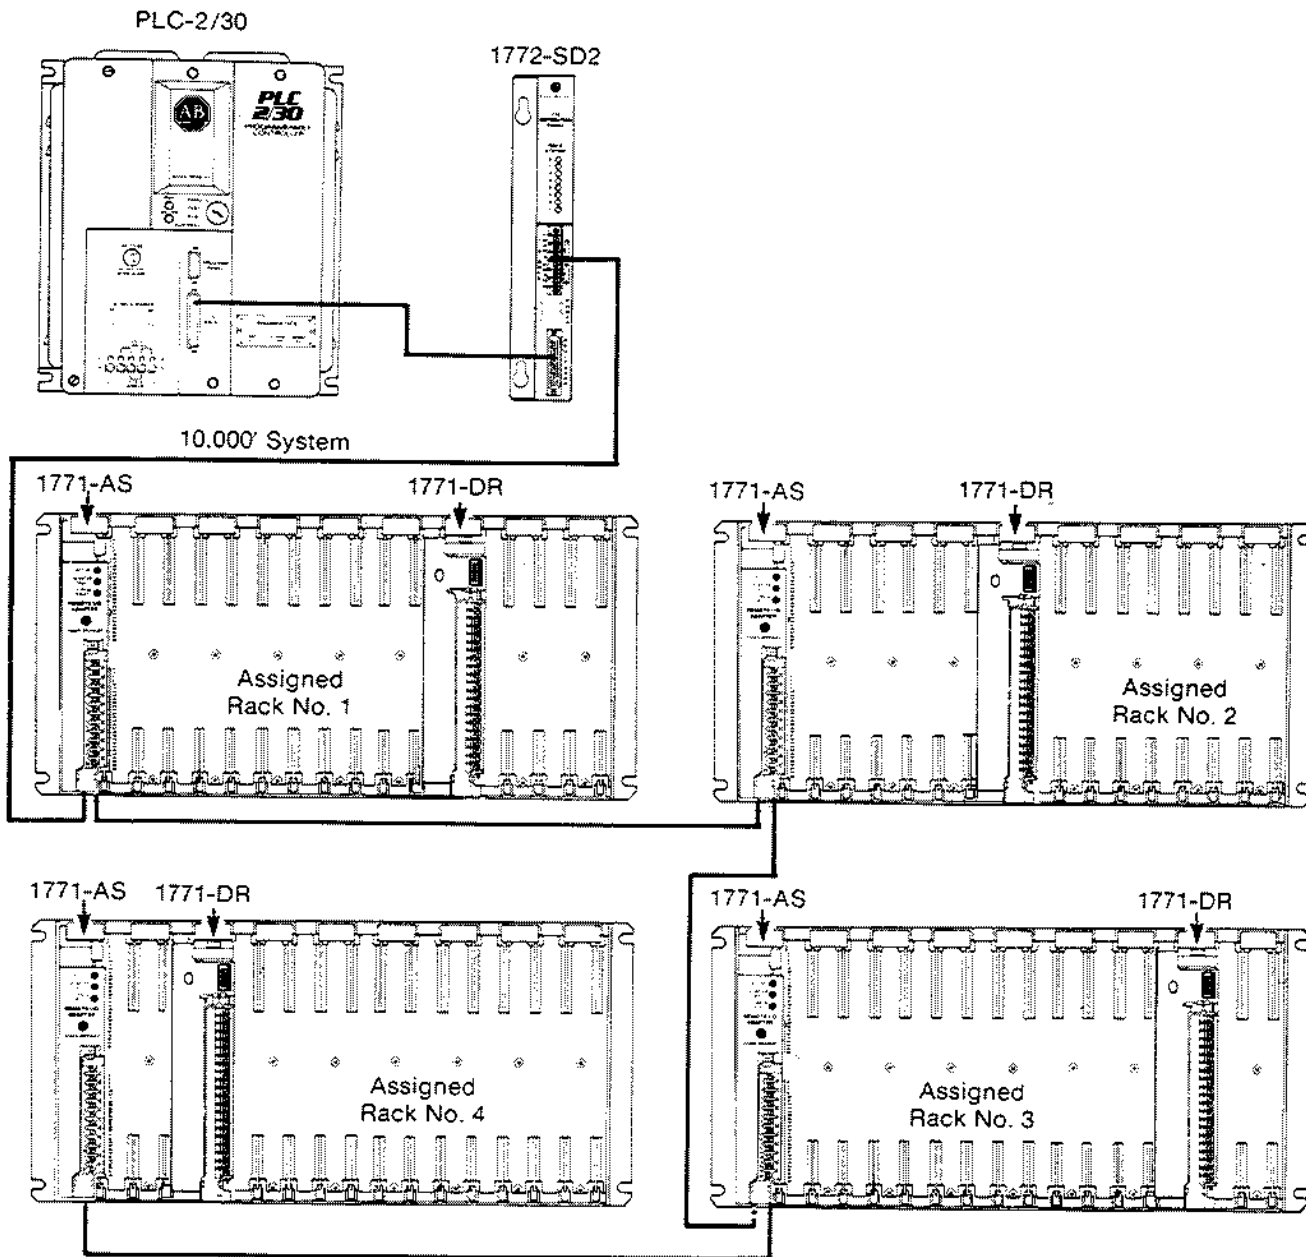 PLC-2/30
1772-SD2
AB
PLC
2/30
PROGRAMMABLE
CONTROLLER
10,000' System
1771-AS
1771-DR
1771-AS
1771-DR
Assigned
Rack No. 1
Assigned
Rack No. 2
1771-AS
1771-DR
1771-AS
1771-DR
Assigned
Rack No. 4
Assigned
Rack No. 3